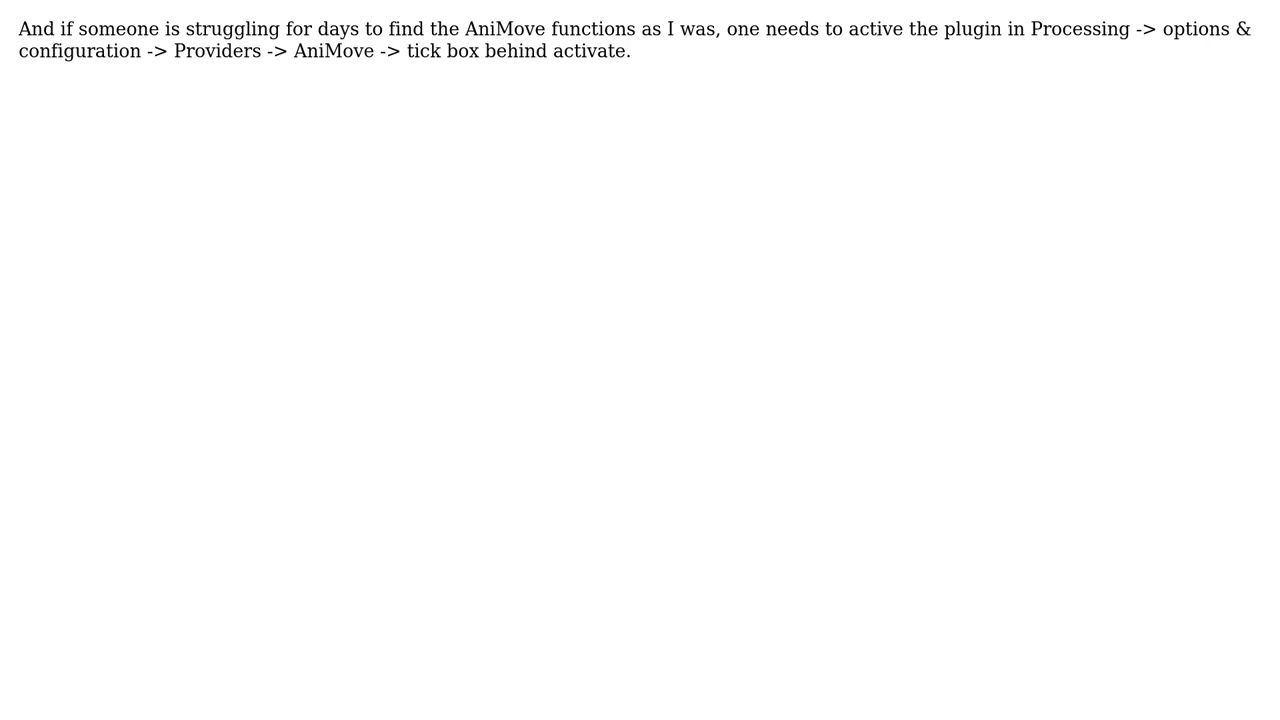 And if someone is struggling for days to find the AniMove functions as I was, one needs to active the plugin in Processing -> options &
configuration -> Providers -> AniMove -> tick box behind activate.